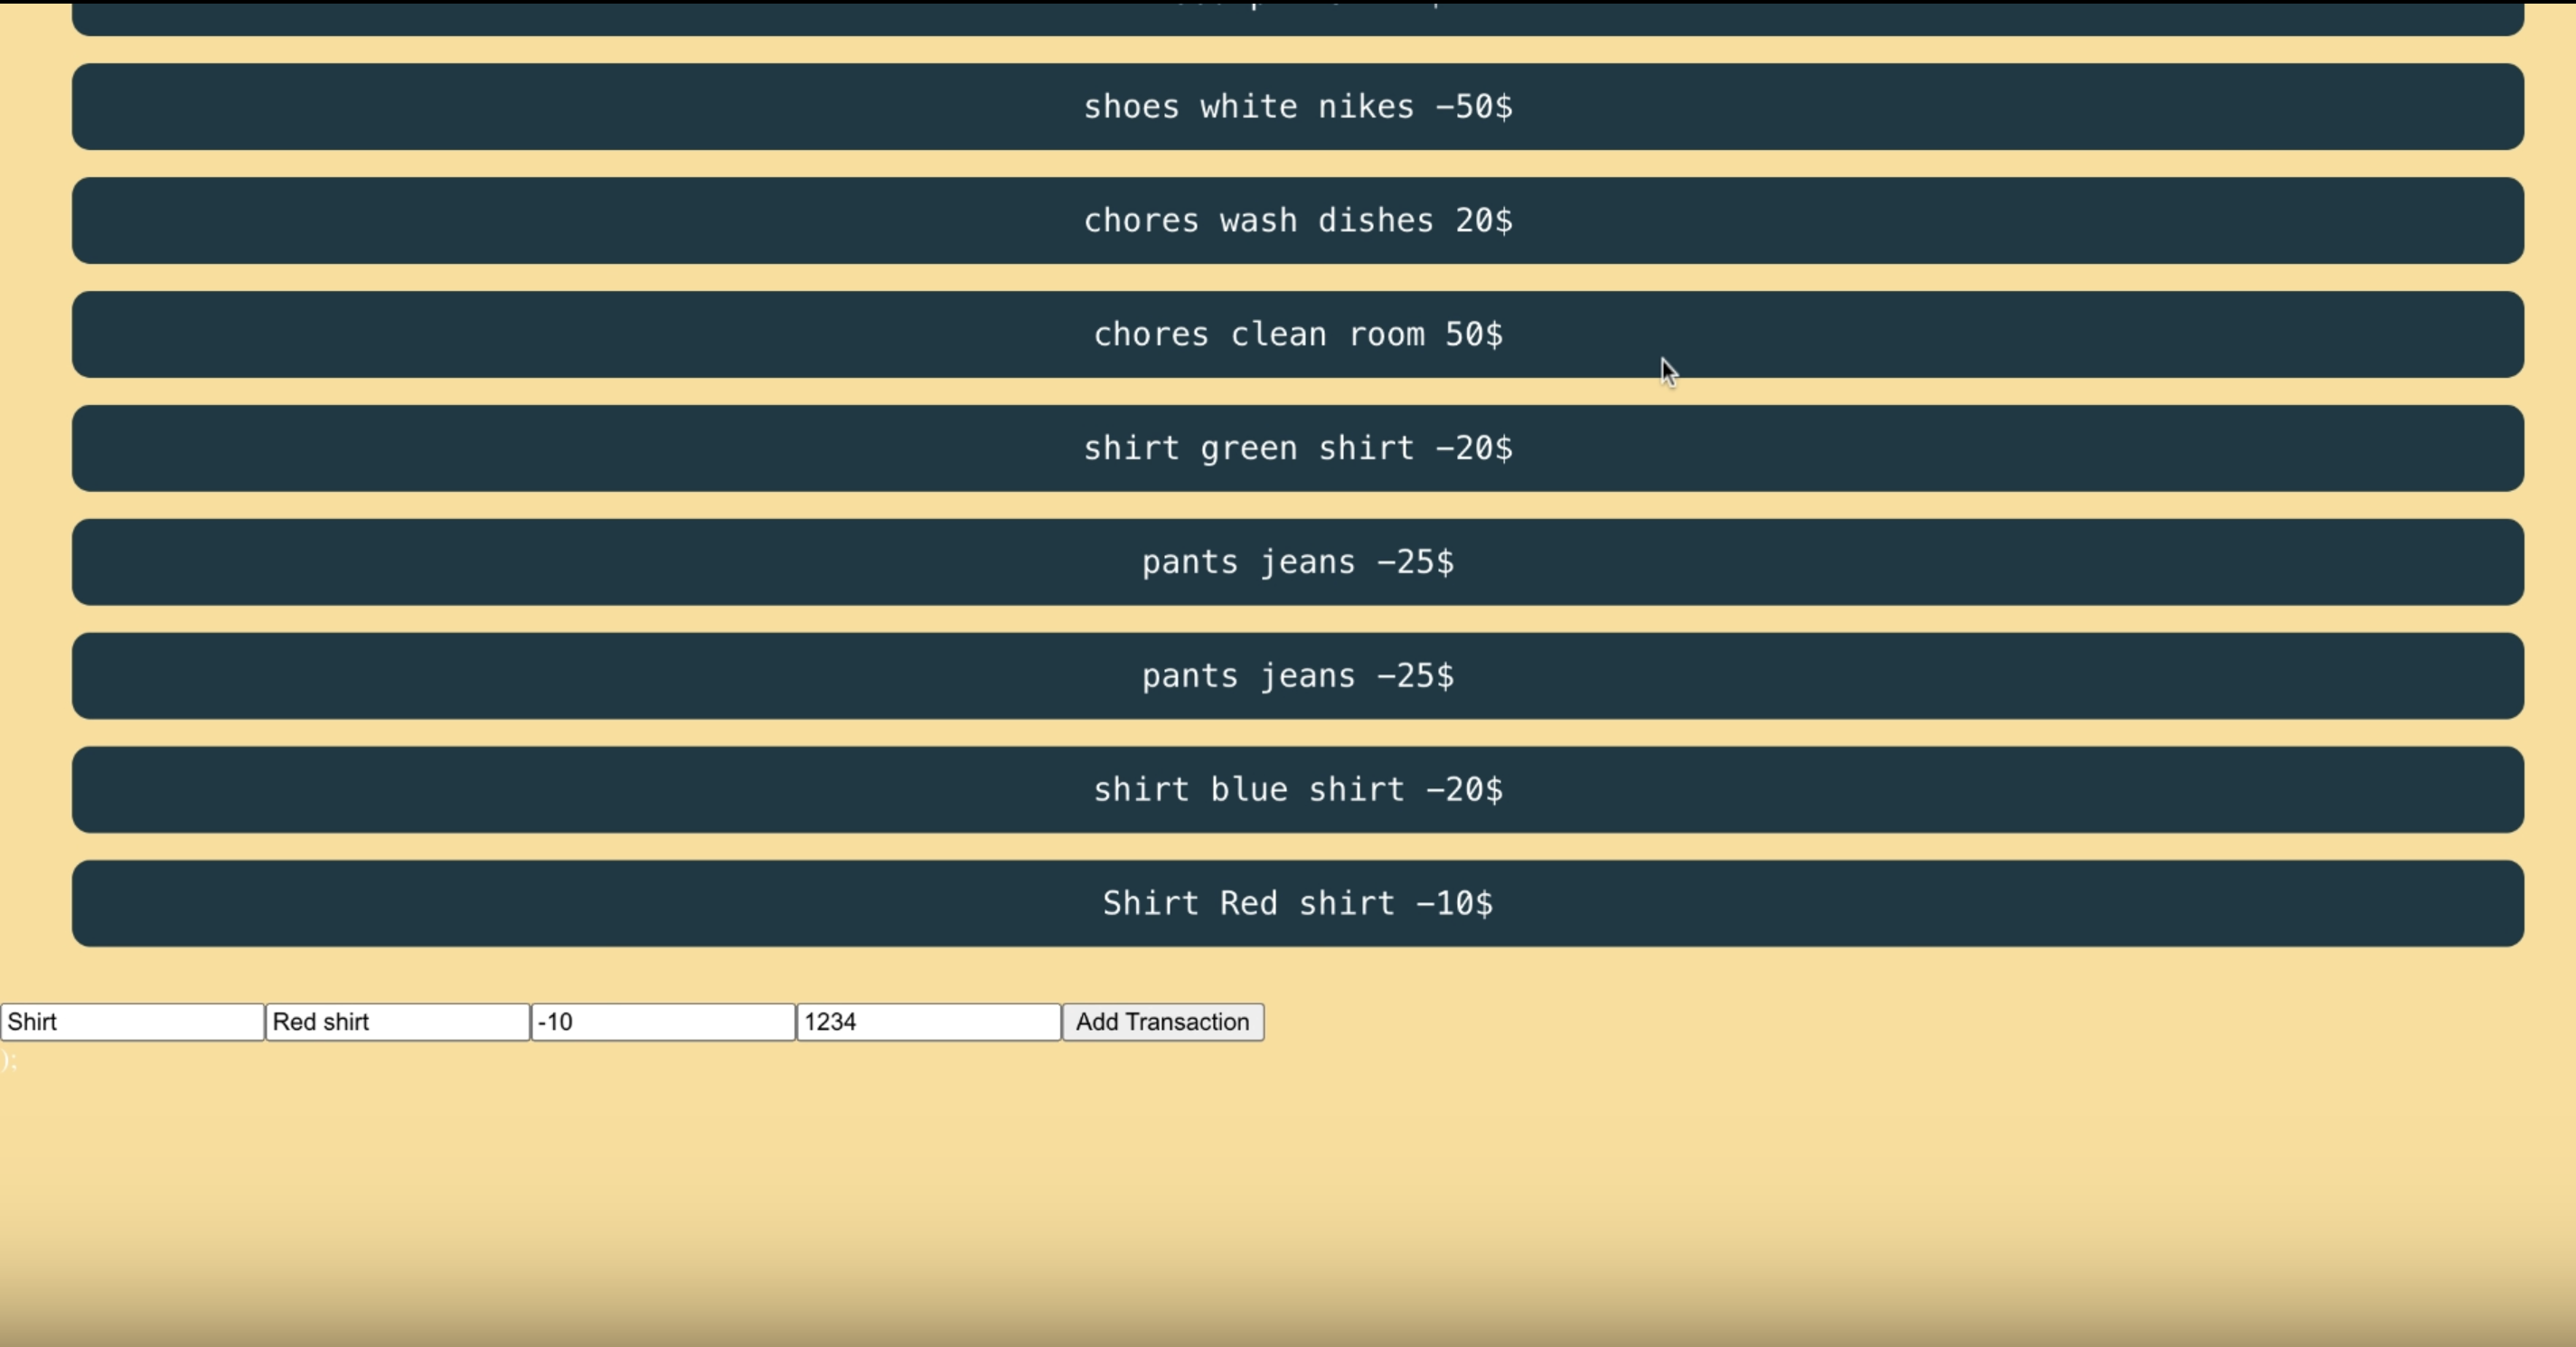 shoes white nikes -50$
chores wash dishes 20$
chores clean room 50$
shirt green shirt -20$
pants jeans -25$
pants jeans -25$
shirt blue shirt -20$
Shirt Red shirt -10$
Shirt Red shirt -10 1234 Add Transaction
);